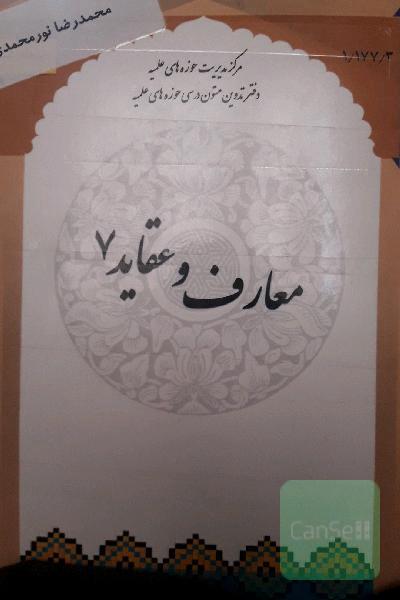 محمدرضا نورمحمدی
۱/۱۷۷/۳
مرکز مدیریت حوزه های علمیه
دفتر تدوین متون درسی حوزه های علمیه
معارف و عقاید ۷
CanSell